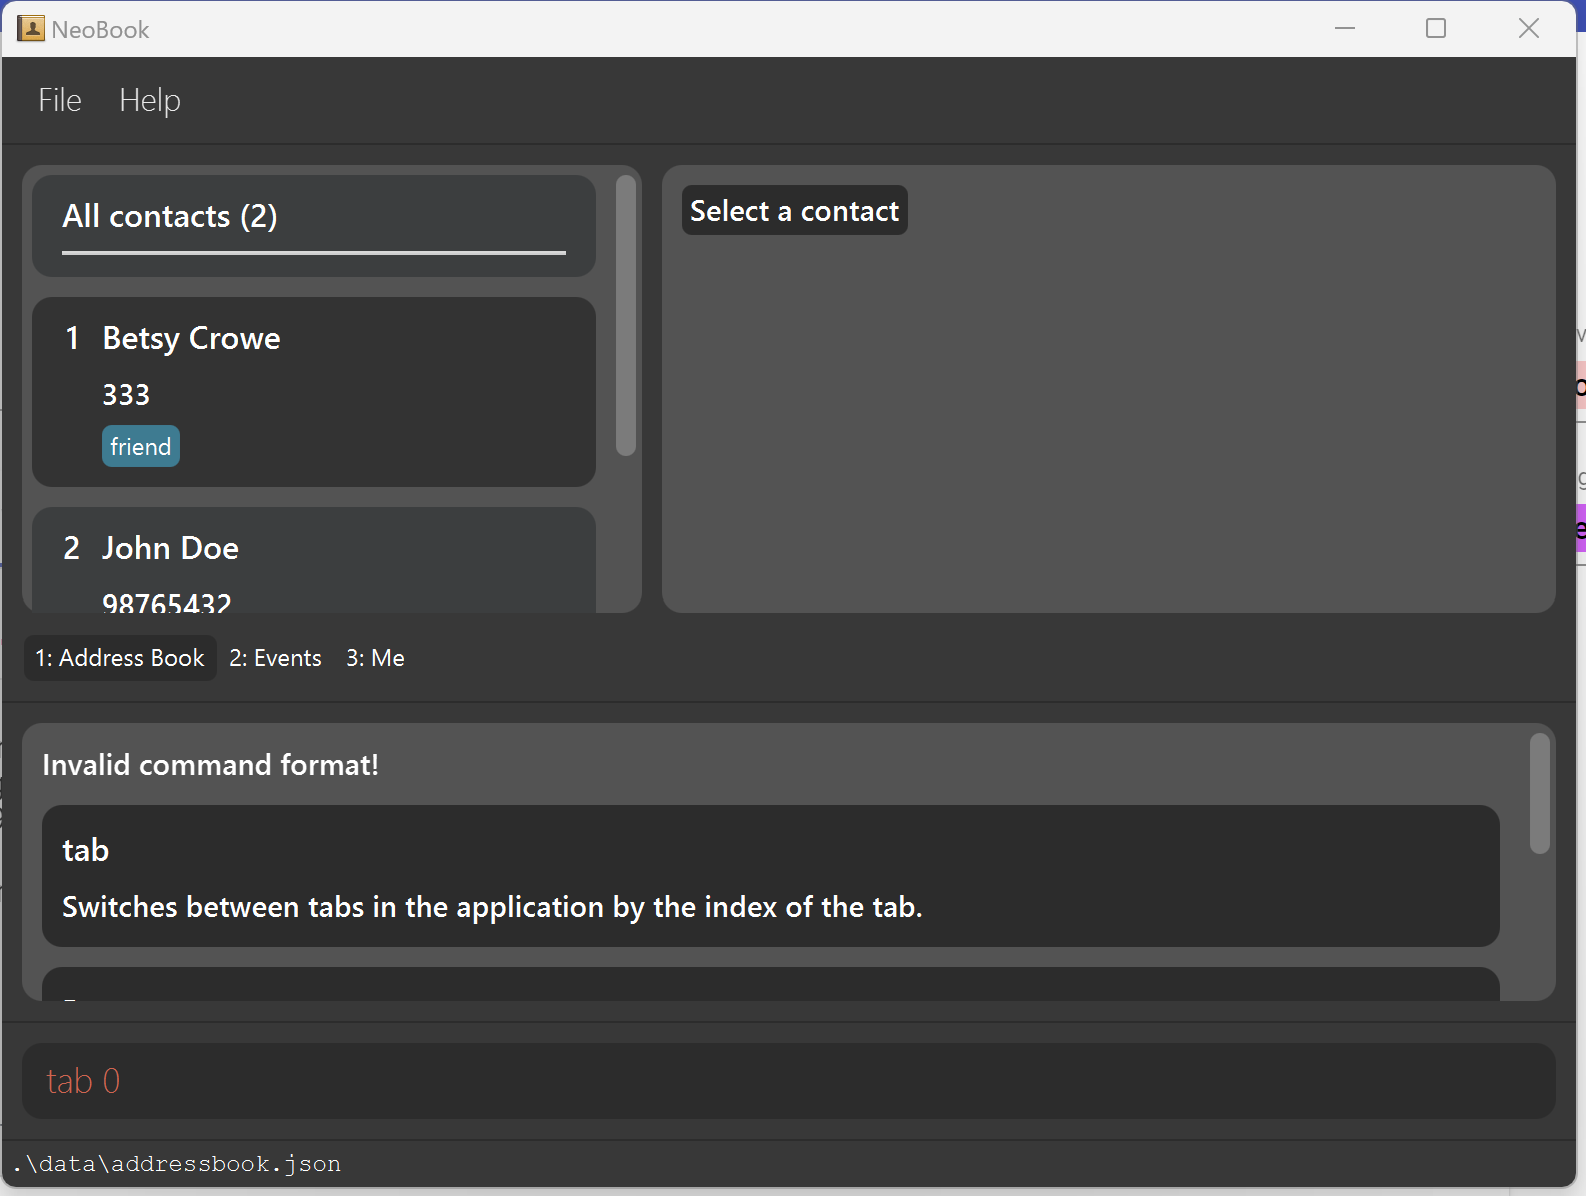 NeoBook
File Help
All contacts (2)
1 Betsy Crowe
333
friend
2 John Doe
98765432
Select a contact
1: Address Book 2: Events 3: Me
Invalid command format!
tab
Switches between tabs in the application by the index of the tab.
tab 0
.\data\addressbook.json